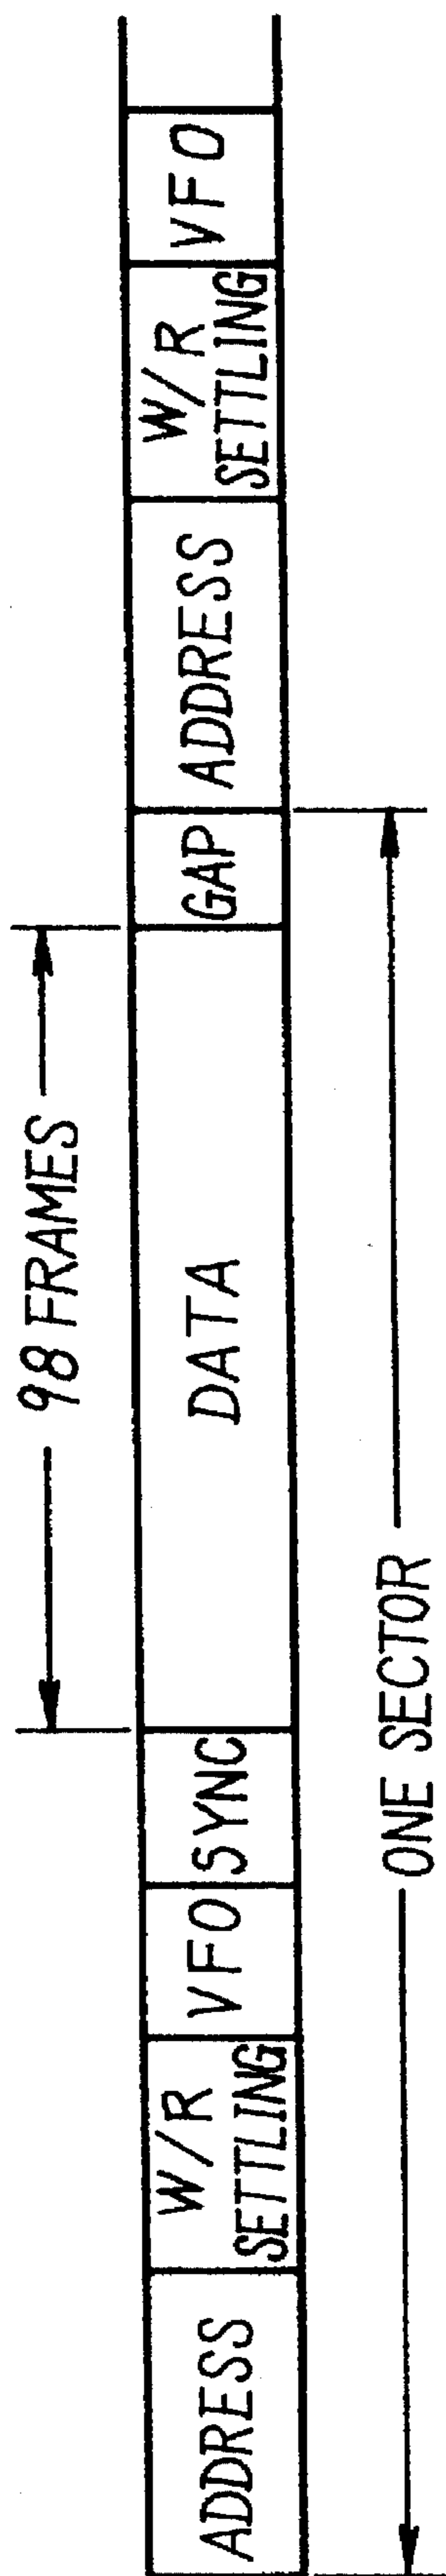 98 FRAMES
ADDRESS
W/R
SETTLING
VFO
SYNC
DATA
GAP
ADDRESS
W/R
SETTLING
VFO
ONE SECTOR